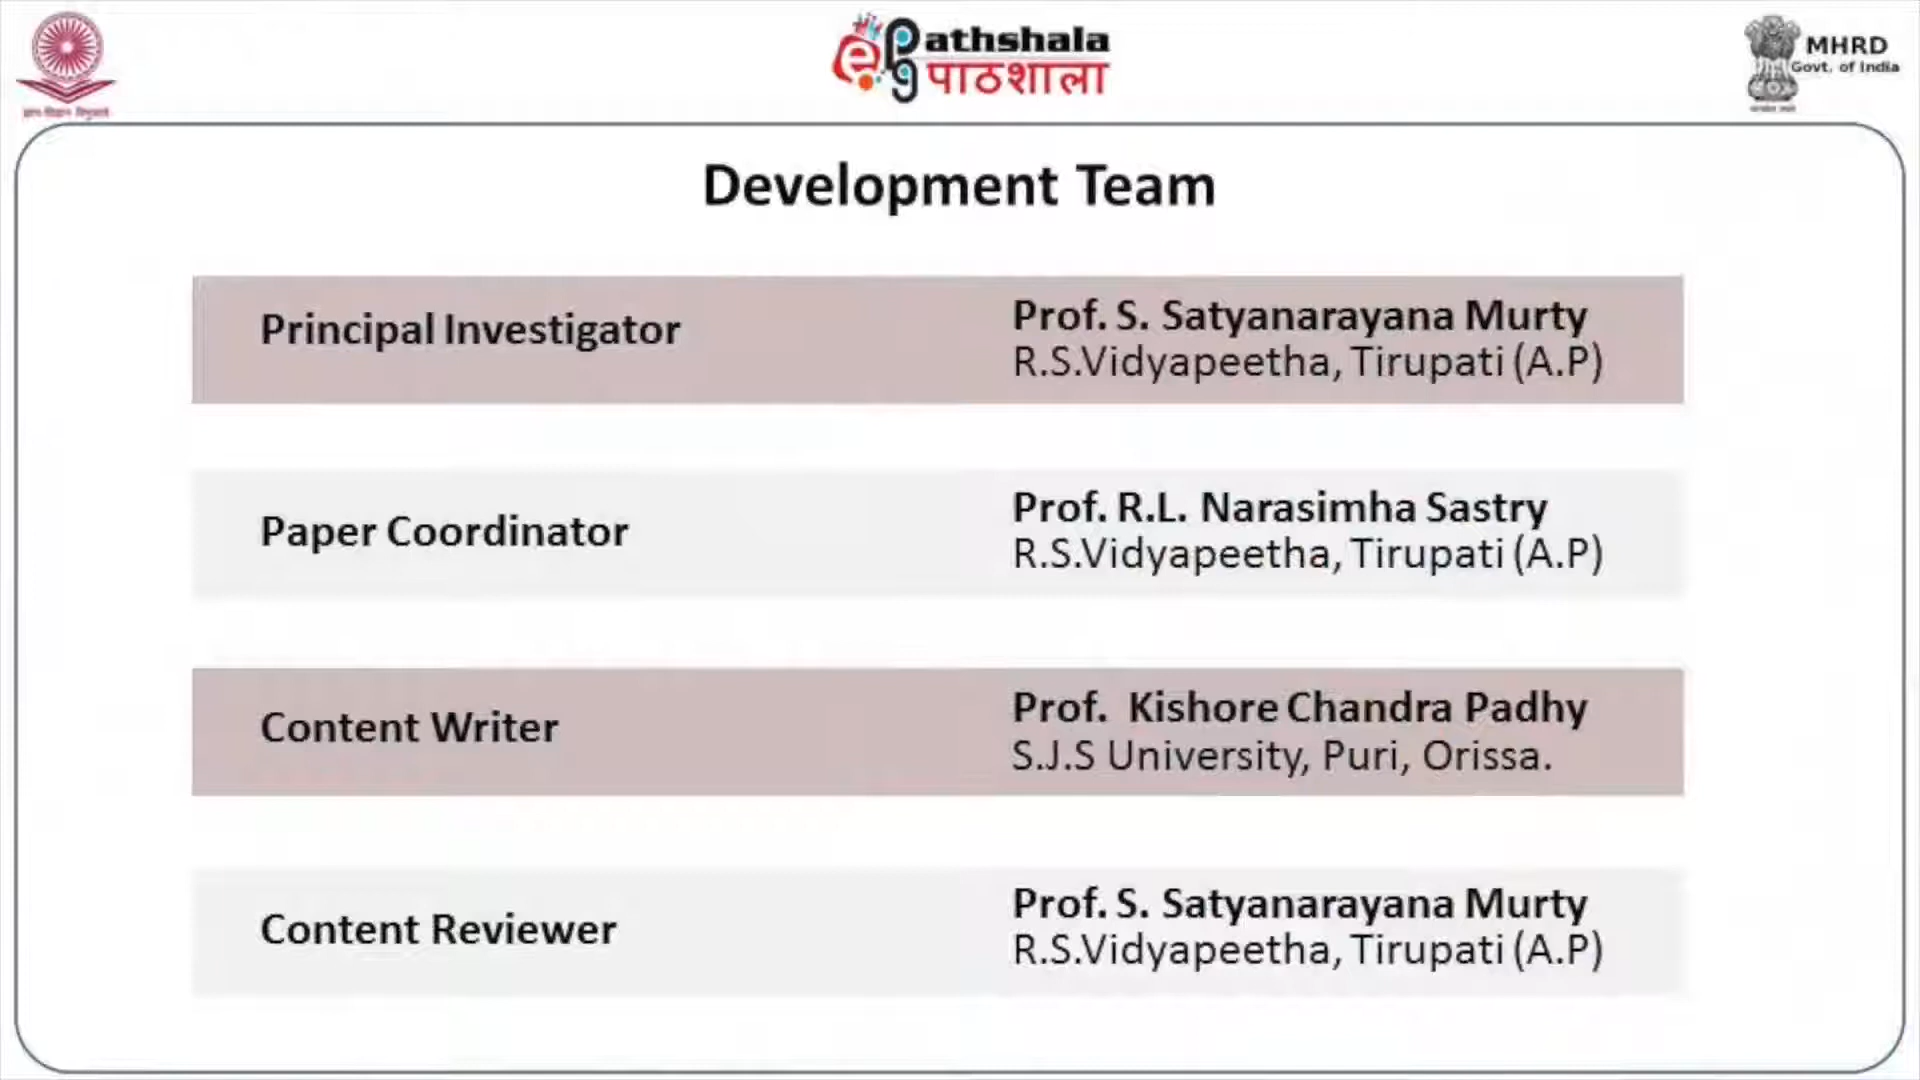 ePG Pathshala
पाठशाला
MHRD
Govt. of India
Development Team
Principal Investigator
Prof. S. Satyanarayana Murty
R.S.Vidyapeetha, Tirupati (A.P)
Paper Coordinator
Prof. R.L. Narasimha Sastry
R.S.Vidyapeetha, Tirupati (A.P)
Content Writer
Prof. Kishore Chandra Padhy
S.J.S University, Puri, Orissa.
Content Reviewer
Prof. S. Satyanarayana Murty
R.S.Vidyapeetha, Tirupati (A.P)